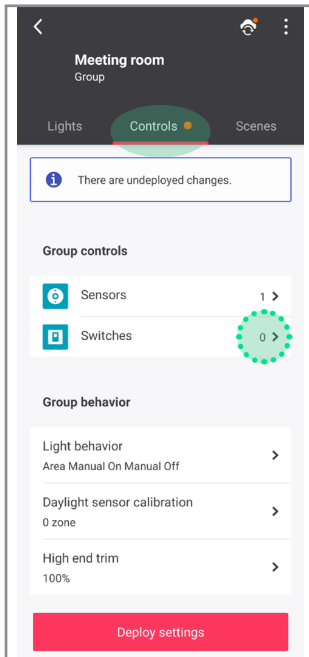 Meeting room
Group
Lights Controls Scenes
i There are undeployed changes.
Group controls
Sensors 1 >
Switches 0 >
Group behavior
Light behavior
Area Manual On Manual Off
Daylight sensor calibration
0 zone
High end trim
100%
Deploy settings